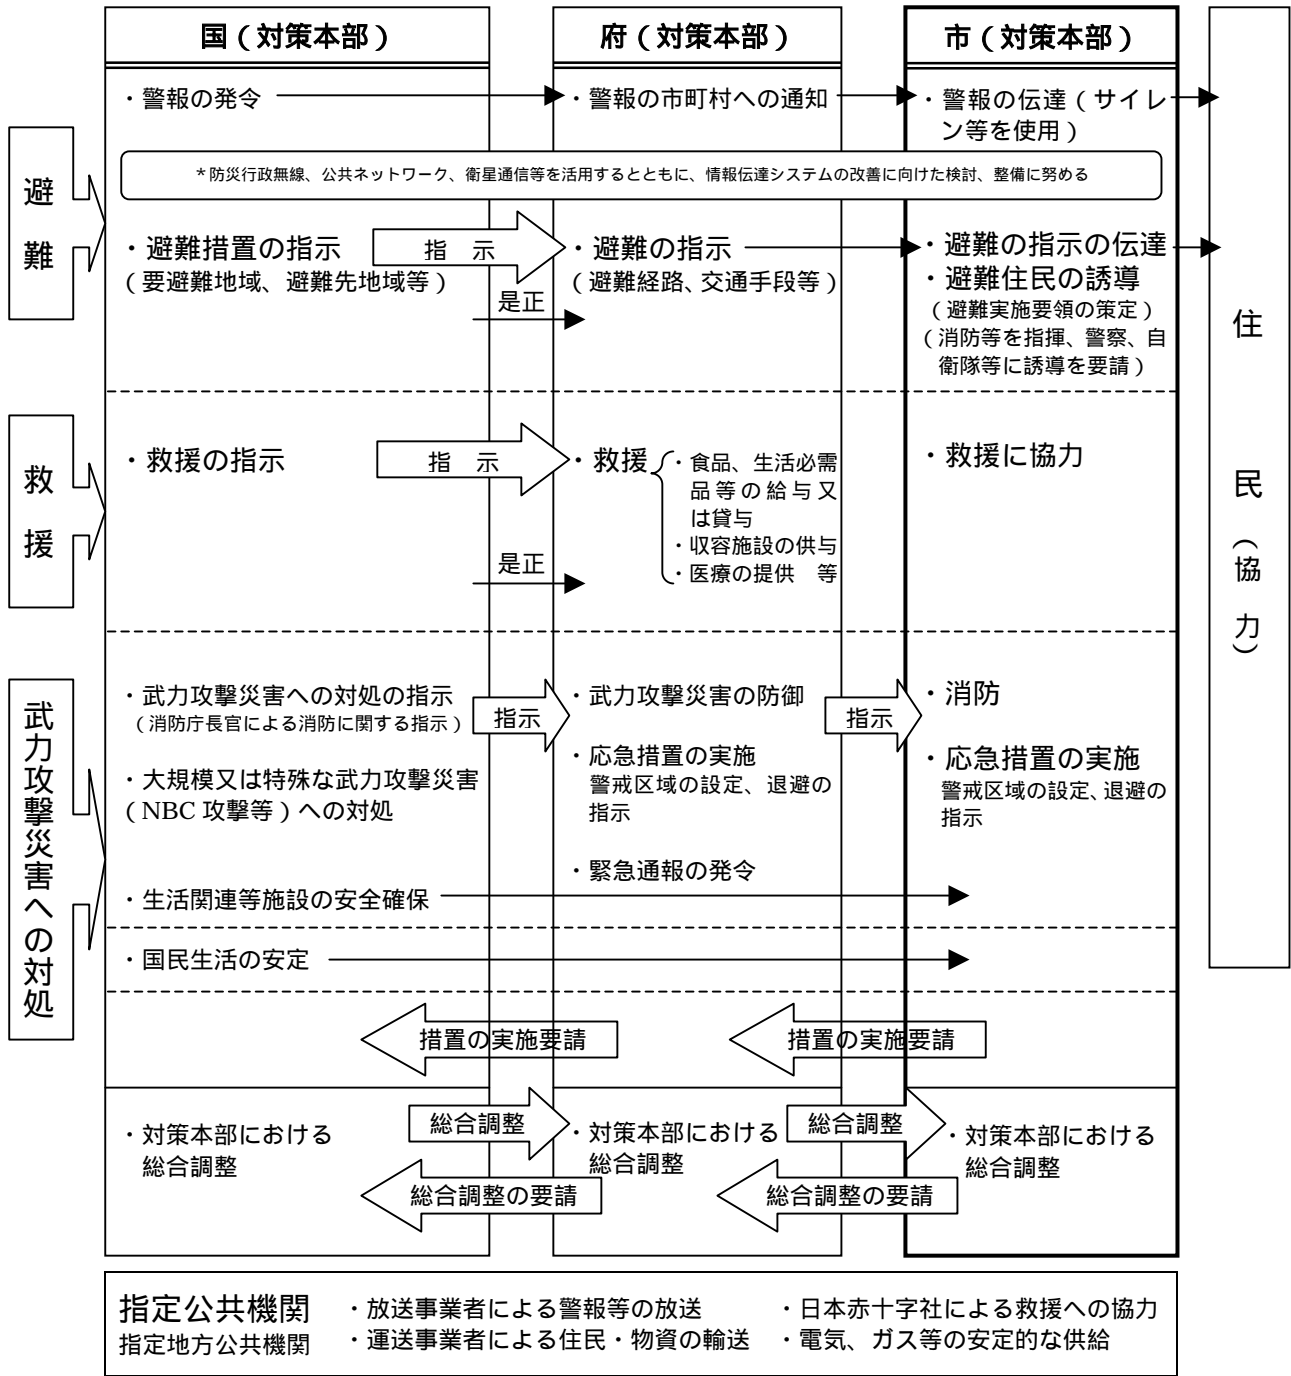 国（対策本部）
府（対策本部）
市（対策本部）
・警報の発令
・警報の市町村への通知
・警報の伝達（サイレ
ン等を使用）
避
難
＊防災行政無線、公共ネットワーク、衛星通信等を活用するとともに、情報伝達システムの改善に向けた検討、整備に努める
・避難措置の指示
（要避難地域、避難先地域等）
指　示
是正
・避難の指示
（避難経路、交通手段等）
・避難の指示の伝達
・避難住民の誘導
（避難実施要領の策定）
（消防等を指揮、警察、自
衛隊等に誘導を要請）
救
援
・救援の指示
指　示
是正
・救援
・食品、生活必需
品等の給与又
は貸与
・収容施設の供与
・医療の提供　等
・救援に協力
武力攻撃災害への対処
・武力攻撃災害への対処の指示
（消防庁長官による消防に関する指示）
指示
・武力攻撃災害の防御
指示
・消防
・大規模又は特殊な武力攻撃災害
（NBC 攻撃等）への対処
・応急措置の実施
警戒区域の設定、退避の
指示
・応急措置の実施
警戒区域の設定、退避の
指示
・緊急通報の発令
・生活関連等施設の安全確保
・国民生活の安定
措置の実施要請
措置の実施要請
・対策本部における
総合調整
総合調整
総合調整の要請
・対策本部における
総合調整
総合調整
総合調整の要請
・対策本部における
総合調整
住
民
（協
力）
指定公共機関
指定地方公共機関
・放送事業者による警報等の放送
・運送事業者による住民・物資の輸送
・日本赤十字社による救援への協力
・電気、ガス等の安定的な供給